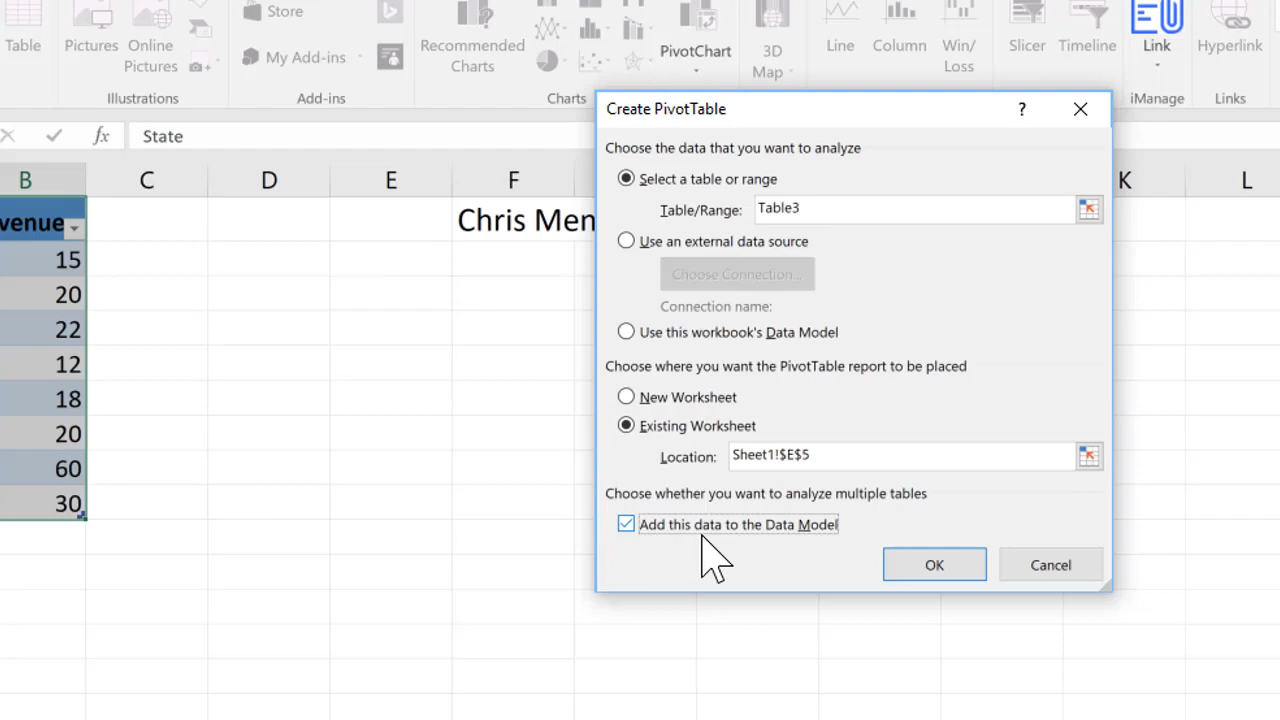 Table
Pictures
Online Pictures
Store
My Add-ins
Recommended Charts
PivotChart
3D Map
Line
Column
Win/ Loss
Slicer
Timeline
Link
Hyperlink
Illustrations
Add-ins
Charts
iManage
Links
fx
State
B
C
D
E
F
K
L
venue
Chris Men
15
20
22
12
18
20
60
30
Create PivotTable
?
Choose the data that you want to analyze
Select a table or range
Table/Range: Table3
Use an external data source
Choose Connection...
Connection name:
Use this workbook's Data Model
Choose where you want the PivotTable report to be placed
New Worksheet
Existing Worksheet
Location: Sheet1!$E$5
Choose whether you want to analyze multiple tables
Add this data to the Data Model
OK
Cancel